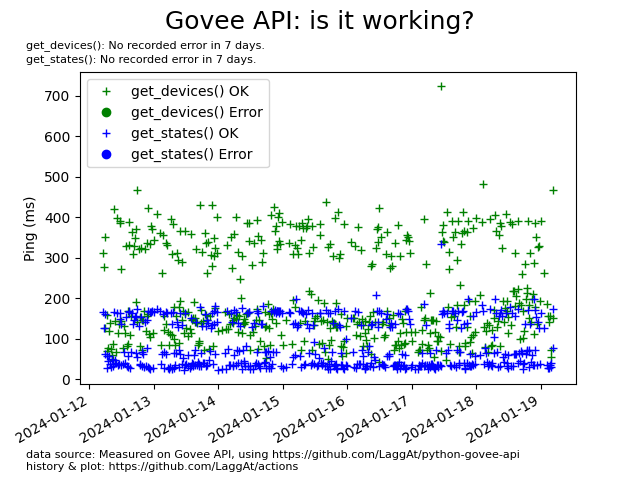 Govee API: is it working?
get_devices(): No recorded error in 7 days.
get_states(): No recorded error in 7 days.
get_devices() OK
get_devices() Error
get_states() OK
get_states() Error
Ping (ms)
700
600
500
400
300
200
100
0
2024-01-12
2024-01-13
2024-01-14
2024-01-15
2024-01-16
2024-01-17
2024-01-18
2024-01-19
data source: Measured on Govee API, using https://github.com/LaggAt/python-govee-api
history & plot: https://github.com/LaggAt/actions